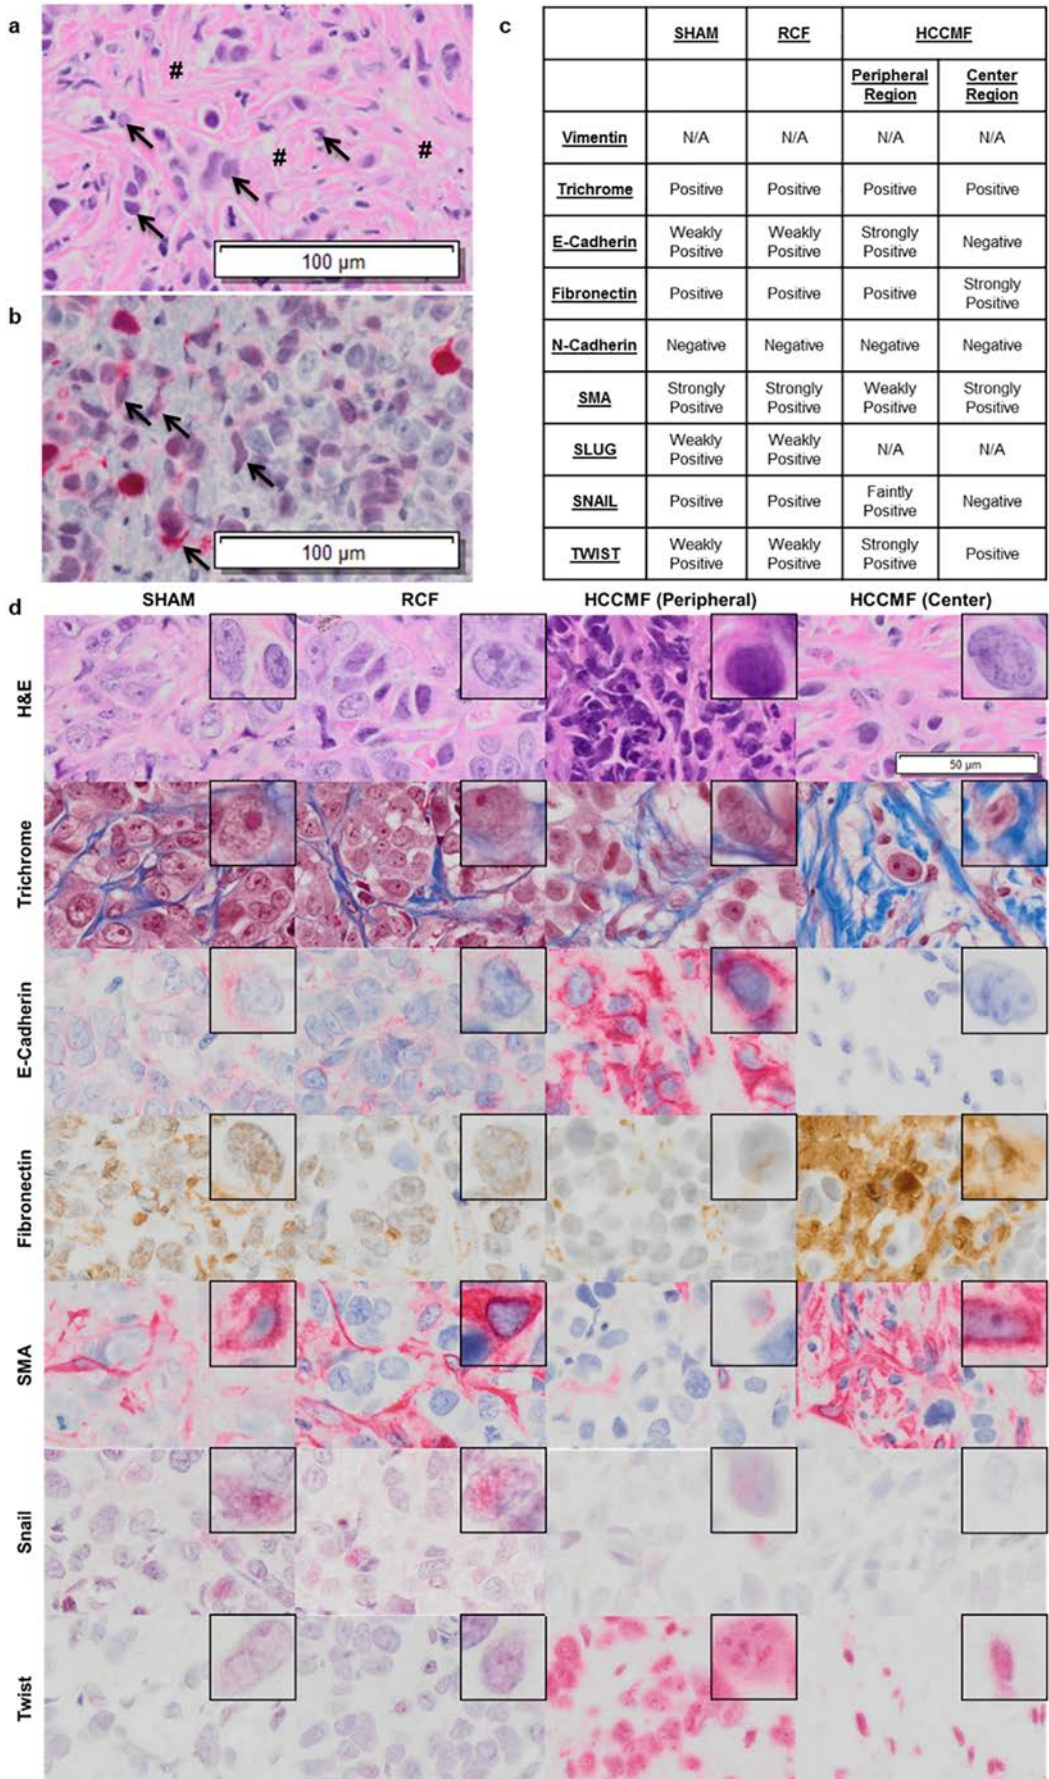 a
#
#
#
100 µm
b
100 µm
c
SHAM RCF HCCMF
Peripheral Region Center Region
Vimentin N/A N/A N/A N/A
Trichrome Positive Positive Positive Positive
E-Cadherin Weakly Positive Weakly Positive Strongly Positive Negative
Fibronectin Positive Positive Positive Strongly Positive
N-Cadherin Negative Negative Negative Negative
SMA Strongly Positive Strongly Positive Weakly Positive Strongly Positive
SLUG Weakly Positive Weakly Positive N/A N/A
SNAIL Positive Positive Faintly Positive Negative
TWIST Weakly Positive Weakly Positive Strongly Positive Positive
d
SHAM RCF HCCMF (Peripheral) HCCMF (Center)
H&E
50 µm
Trichrome
E-Cadherin
Fibronectin
SMA
Snail
Twist